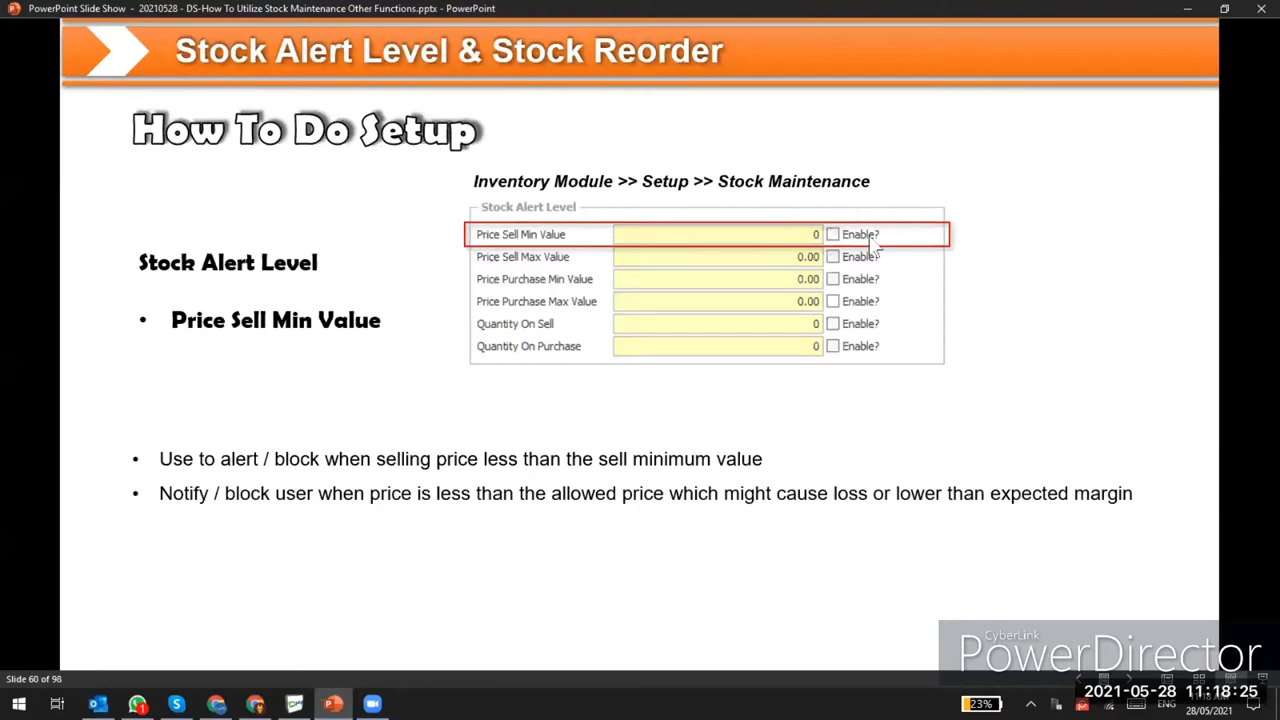 PowerPoint Slide Show - 20210528 - DS-How To Utilize Stock Maintenance Other Functions.pptx - PowerPoint
Stock Alert Level & Stock Reorder
How To Do Setup
Inventory Module >> Setup >> Stock Maintenance
Stock Alert Level
Price Sell Min Value 0 Enable?
Price Sell Max Value 0.00 Enable?
Price Purchase Min Value 0.00 Enable?
Price Purchase Max Value 0.00 Enable?
Quantity On Sell 0 Enable?
Quantity On Purchase 0 Enable?
Stock Alert Level
• Price Sell Min Value
• Use to alert / block when selling price less than the sell minimum value
• Notify / block user when price is less than the allowed price which might cause loss or lower than expected margin
CyberLink
PowerDirector
Slide 60 of 98
2021-05-28 11:18:25
23%
ENG
28/05/2021